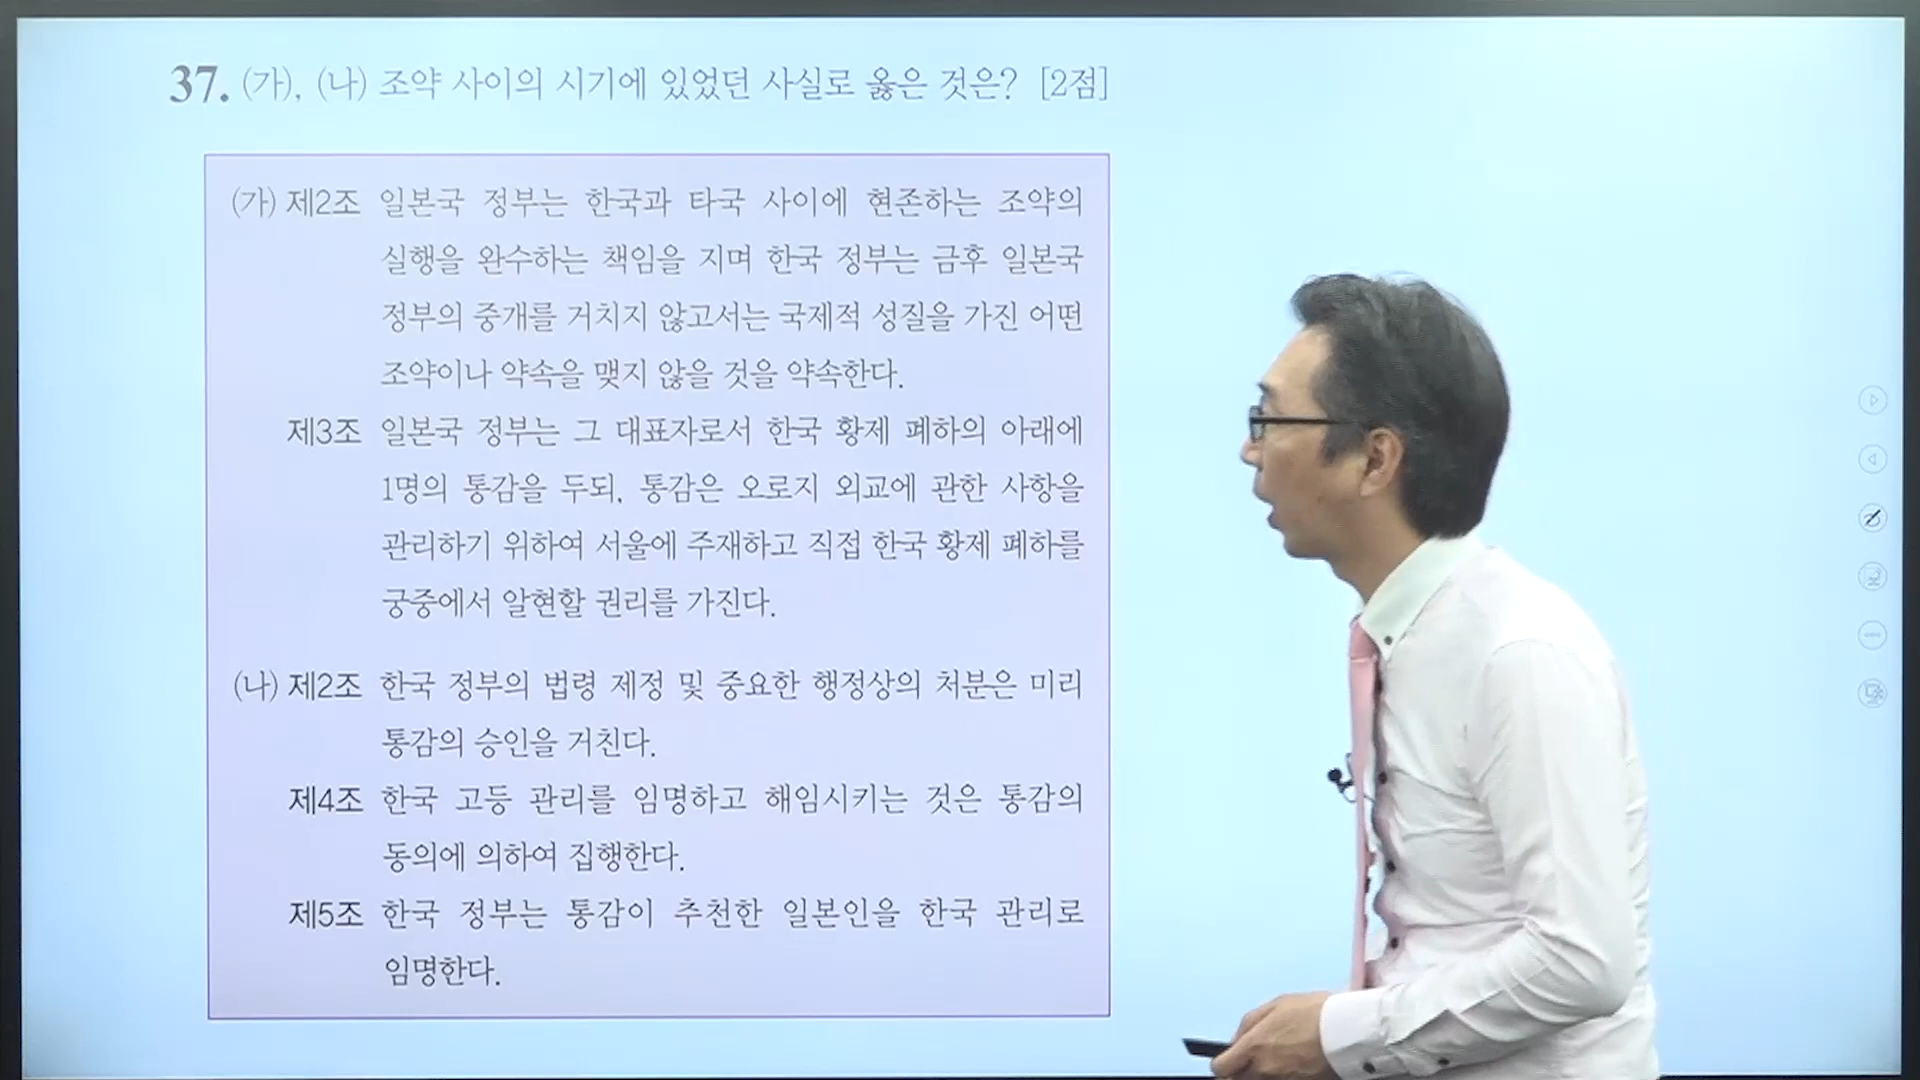 37. (가), (나) 조약 사이의 시기에 있었던 사실로 옳은 것은? [2점]
(가) 제2조 일본국 정부는 한국과 타국 사이에 현존하는 조약의
실행을 완수하는 책임을 지며 한국 정부는 금후 일본국
정부의 중개를 거치지 않고서는 국제적 성질을 가진 어떤
조약이나 약속을 맺지 않을 것을 약속한다.
제3조 일본국 정부는 그 대표자로서 한국 황제 폐하의 아래에
1명의 통감을 두되, 통감은 오로지 외교에 관한 사항을
관리하기 위하여 서울에 주재하고 직접 한국 황제 폐하를
궁중에서 알현할 권리를 가진다.
(나) 제2조 한국 정부의 법령 제정 및 중요한 행정상의 처분은 미리
통감의 승인을 거친다.
제4조 한국 고등 관리를 임명하고 해임시키는 것은 통감의
동의에 의하여 집행한다.
제5조 한국 정부는 통감이 추천한 일본인을 한국 관리로
임명한다.